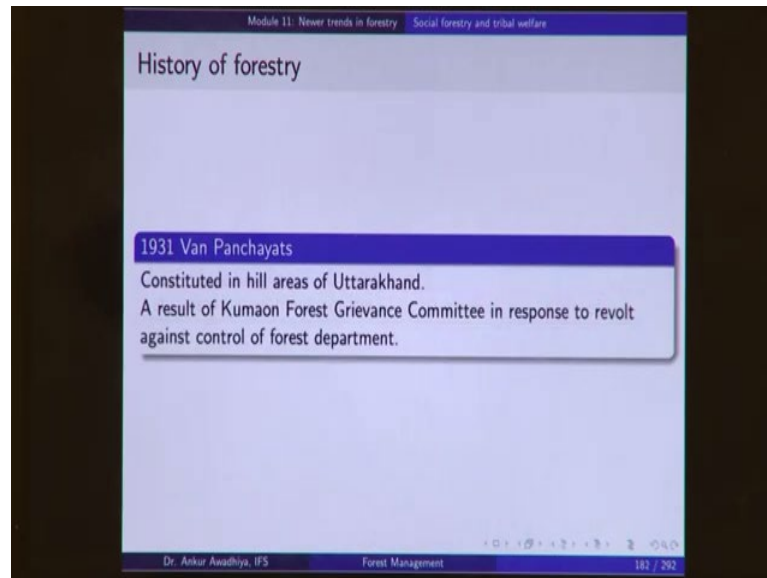 Module 11: Newer trends in forestry Social forestry and tribal welfare
History of forestry
1931 Van Panchayats
Constituted in hill areas of Uttarakhand.
A result of Kumaon Forest Grievance Committee in response to revolt
against control of forest department.
Dr. Ankur Awadhiya, IFS Forest Management 182 / 292